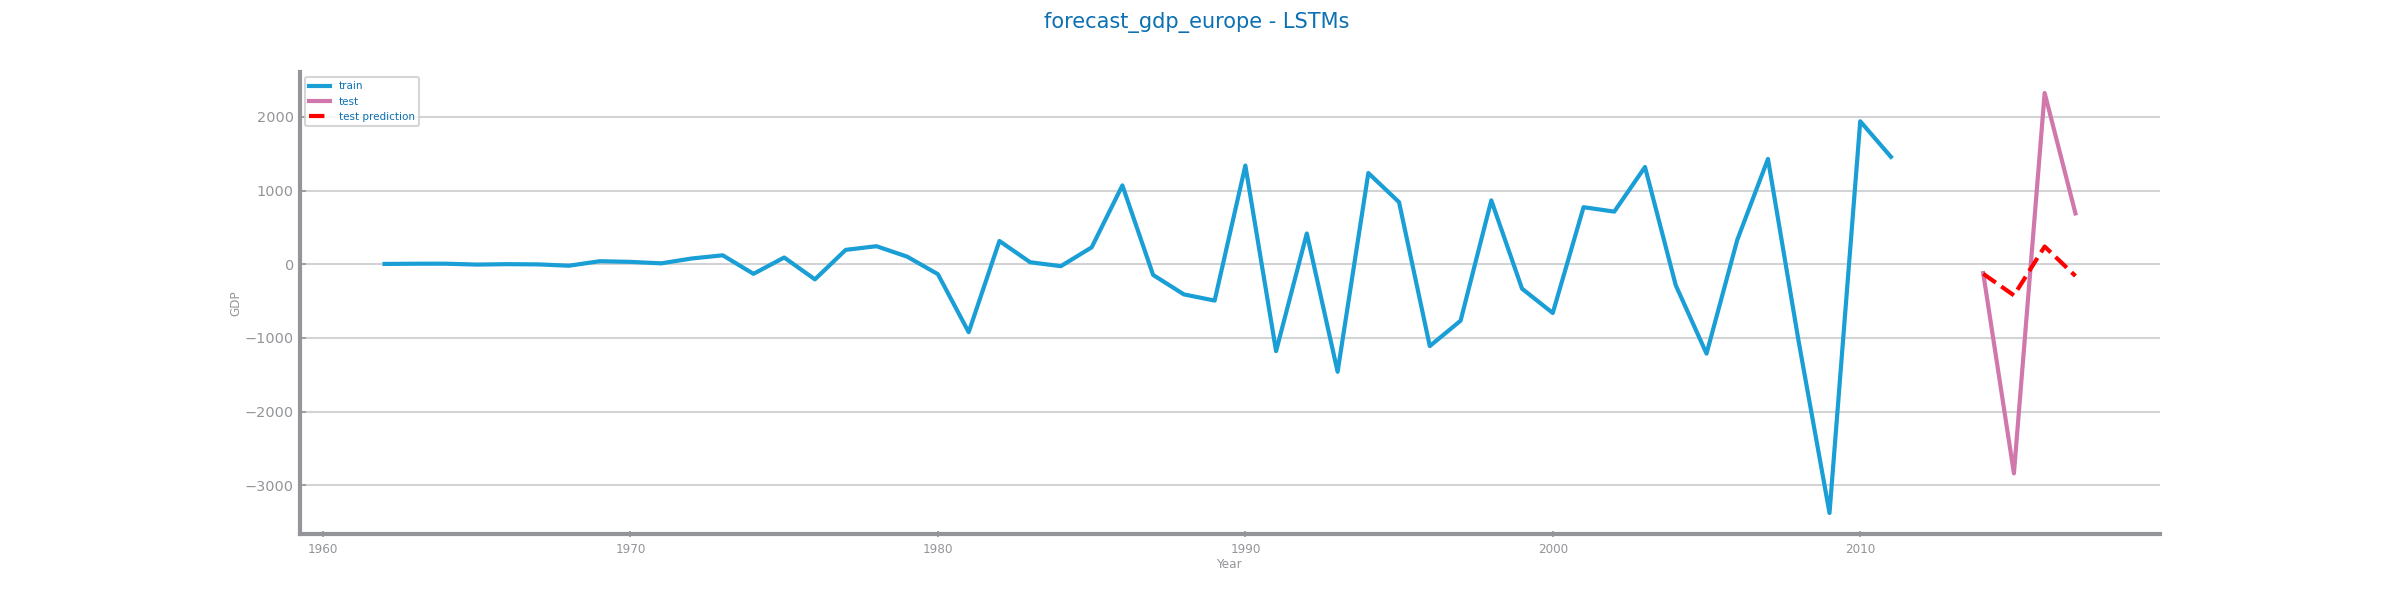 forecast_gdp_europe - LSTMs
train
test
test prediction
2000
1000
0
−1000
−2000
−3000
GDP
1960 1970 1980 1990 2000 2010
Year